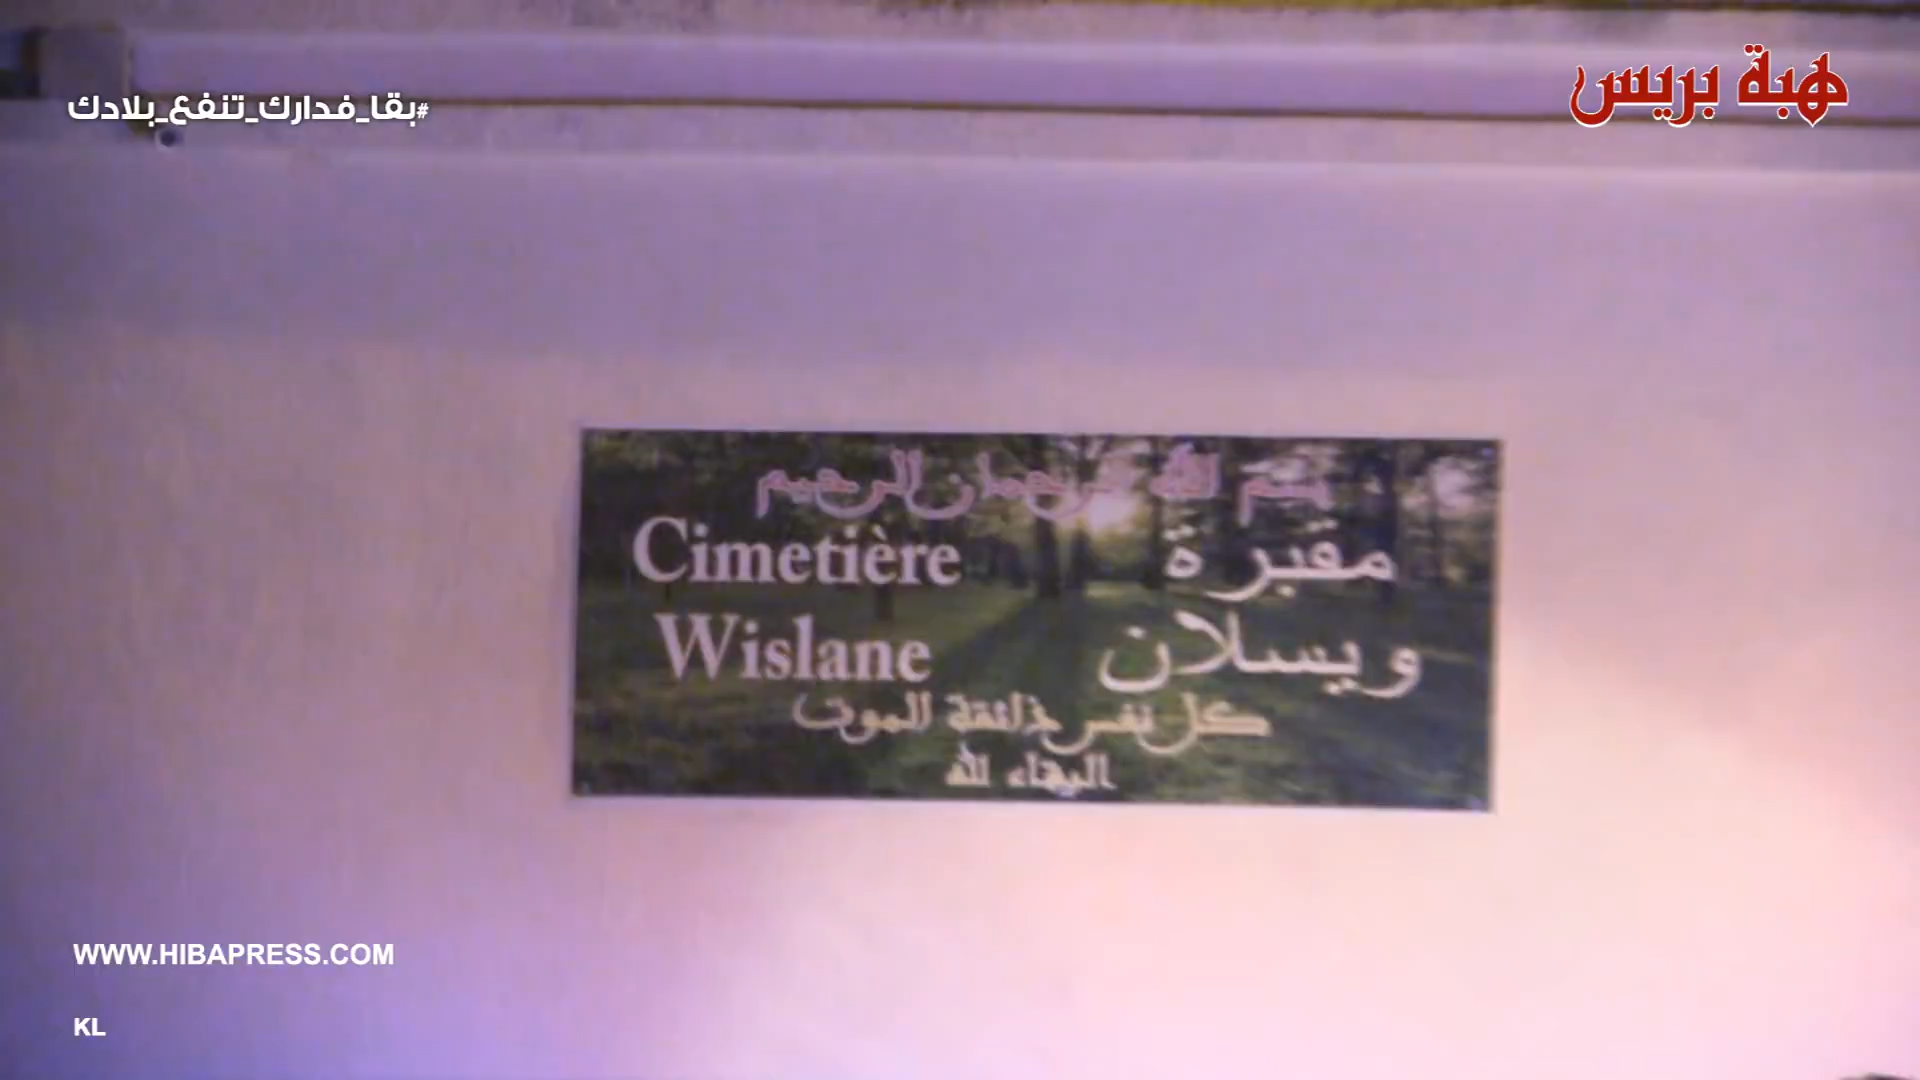 #بقا_فدارك_تنفع_بلادك
هبة بريس
بسم الله الرحمان الرحيم
Cimetière مقبرة
Wislane ويسلان
كل نفس ذائقة الموت
البقاء لله
WWW.HIBAPRESS.COM
KL